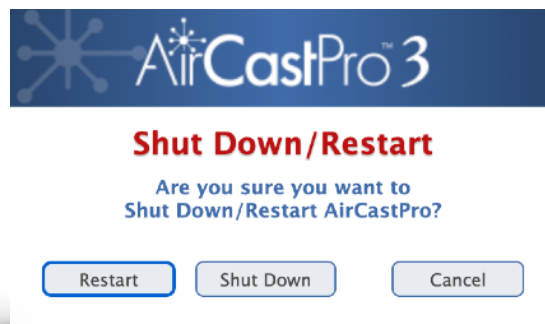 AirCastPro™ 3
Shut Down/Restart
Are you sure you want to
Shut Down/Restart AirCastPro?
Restart Shut Down Cancel